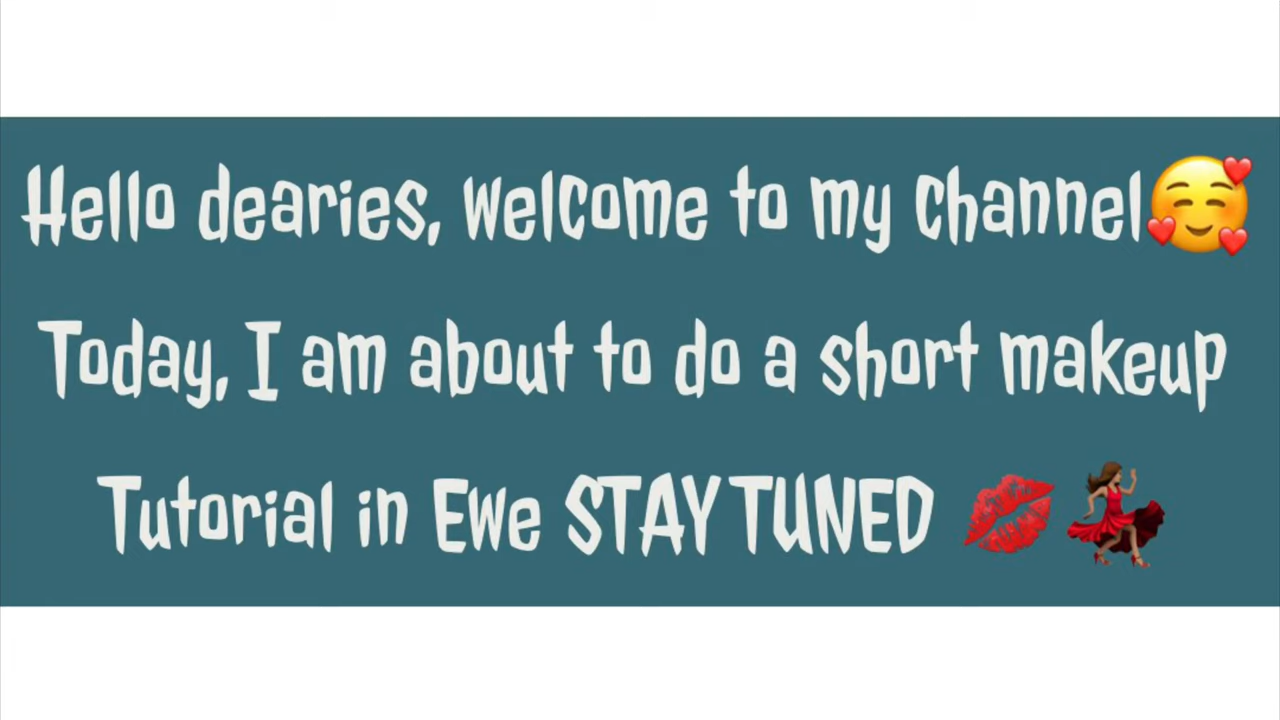 Hello dearies, welcome to my channel🥰
Today, I am about to do a short makeup
Tutorial in Ewe STAY TUNED 💋💃🏾